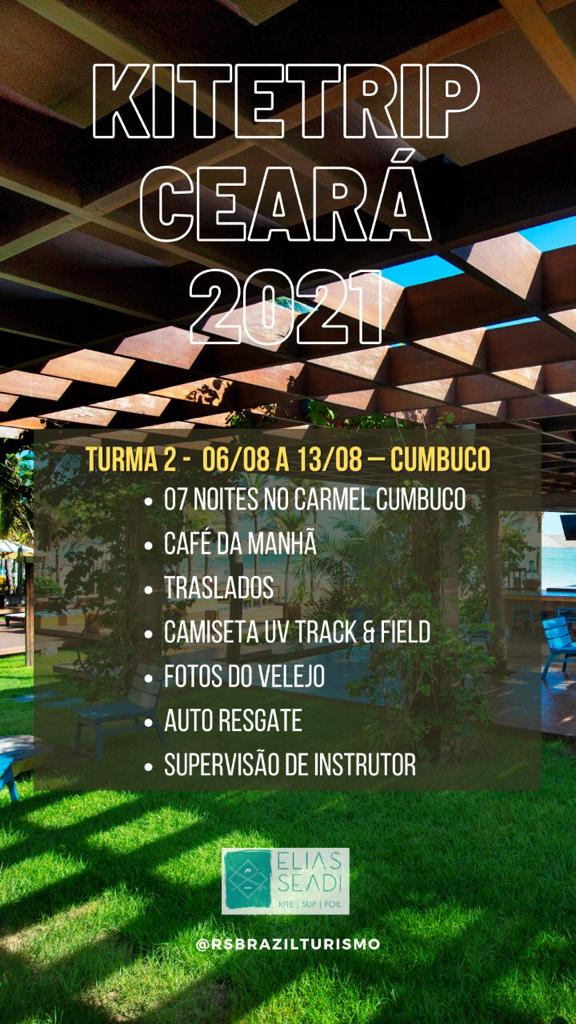 KITETRIP
CEARÁ
2021
TURMA 2 - 06/08 A 13/08 – CUMBUCO
• 07 NOITES NO CARMEL CUMBUCO
• CAFÉ DA MANHÃ
• TRASLADOS
• CAMISETA UV TRACK & FIELD
• FOTOS DO VELEJO
• AUTO RESGATE
• SUPERVISÃO DE INSTRUTOR
ELIAS
SEADI
KITE | SUP | FOIL
@RSBRAZILTURISMO